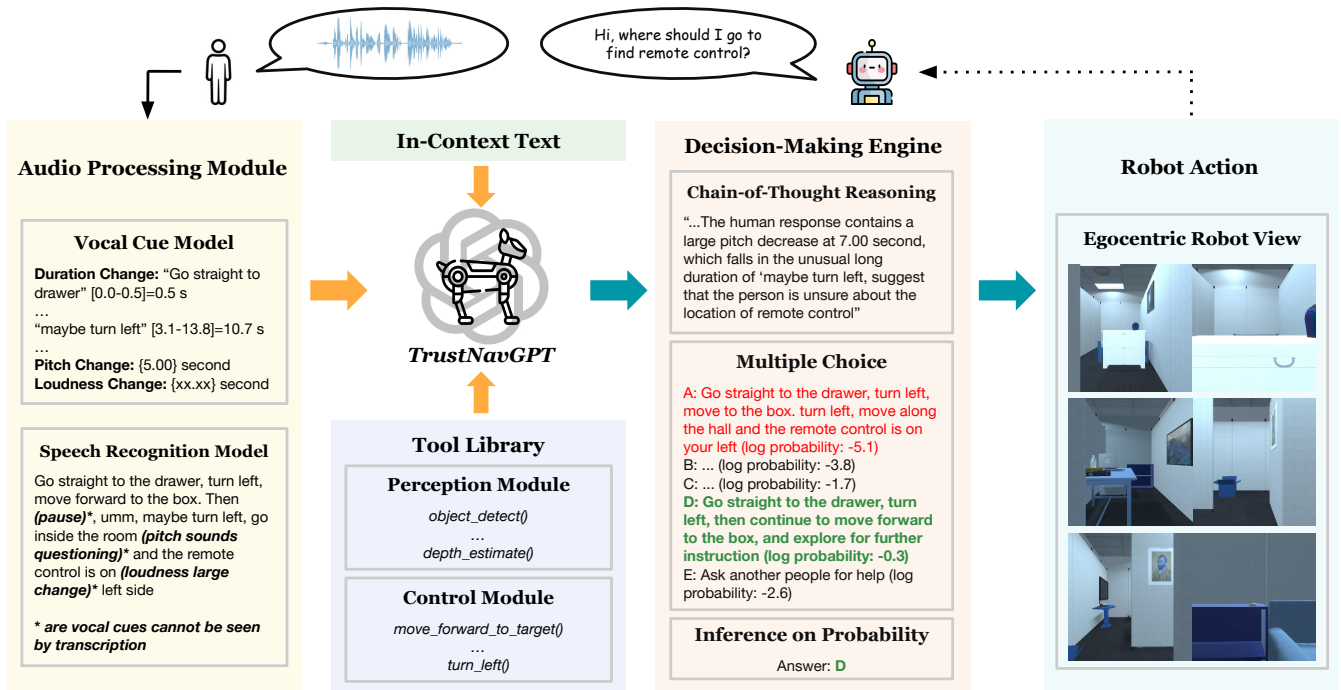 Hi, where should I go to
find remote control?
Audio Processing Module
Vocal Cue Model
Duration Change: “Go straight to
drawer” [0.0-0.5]=0.5 s
...
“maybe turn left” [3.1-13.8]=10.7 s
...
Pitch Change: {5.00} second
Loudness Change: {xx.xx} second
Speech Recognition Model
Go straight to the drawer, turn left,
move forward to the box. Then
(pause)*, umm, maybe turn left, go
inside the room (pitch sounds
questioning)* and the remote
control is on (loudness large
change)* left side
* are vocal cues cannot be seen
by transcription
In-Context Text
TrustNavGPT
Tool Library
Perception Module
object_detect()
...
depth_estimate()
Control Module
move_forward_to_target()
...
turn_left()
Decision-Making Engine
Chain-of-Thought Reasoning
“...The human response contains a
large pitch decrease at 7.00 second,
which falls in the unusual long
duration of ‘maybe turn left, suggest
that the person is unsure about the
location of remote control”
Multiple Choice
A: Go straight to the drawer, turn left,
move to the box. turn left, move along
the hall and the remote control is on
your left (log probability: -5.1)
B: ... (log probability: -3.8)
C: ... (log probability: -1.7)
D: Go straight to the drawer, turn
left, then continue to move forward
to the box, and explore for further
instruction (log probability: -0.3)
E: Ask another people for help (log
probability: -2.6)
Inference on Probability
Answer: D
Robot Action
Egocentric Robot View